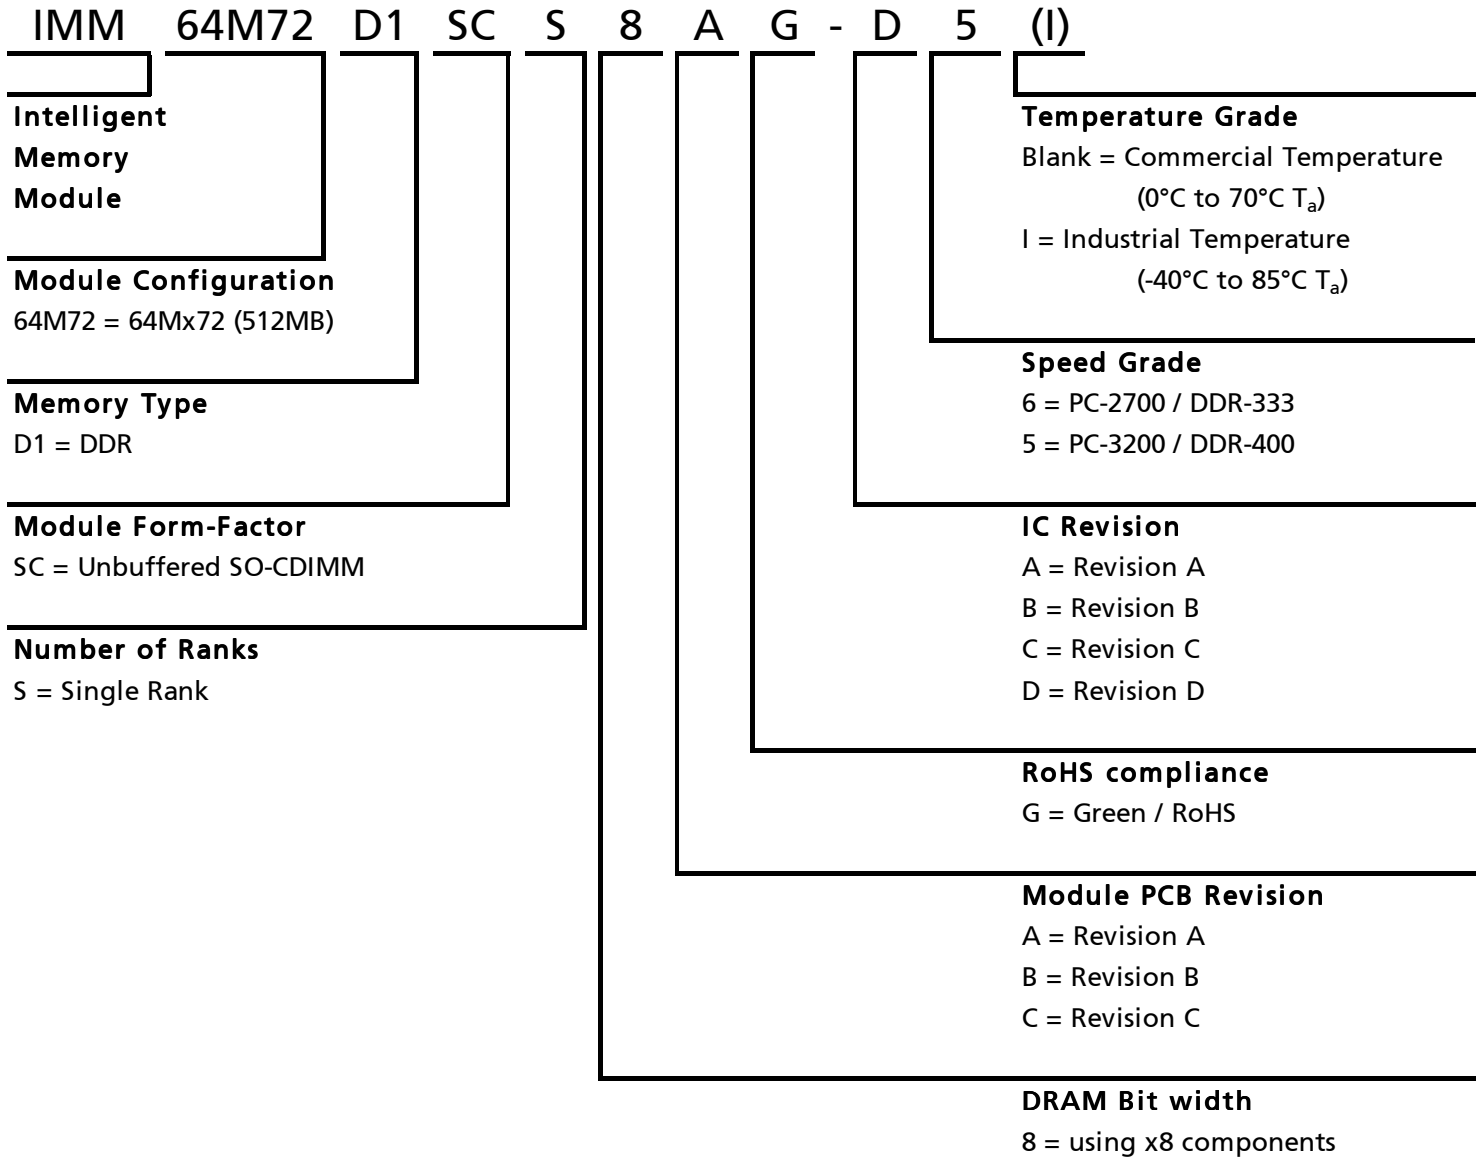 IMM 64M72 D1 SC S 8 A G - D 5 (I)
Intelligent
Memory
Module
Module Configuration
64M72 = 64Mx72 (512MB)
Memory Type
D1 = DDR
Module Form-Factor
SC = Unbuffered SO-CDIMM
Number of Ranks
S = Single Rank
Temperature Grade
Blank = Commercial Temperature
(0°C to 70°C Ta)
I = Industrial Temperature
(-40°C to 85°C Ta)
Speed Grade
6 = PC-2700 / DDR-333
5 = PC-3200 / DDR-400
IC Revision
A = Revision A
B = Revision B
C = Revision C
D = Revision D
RoHS compliance
G = Green / RoHS
Module PCB Revision
A = Revision A
B = Revision B
C = Revision C
DRAM Bit width
8 = using x8 components